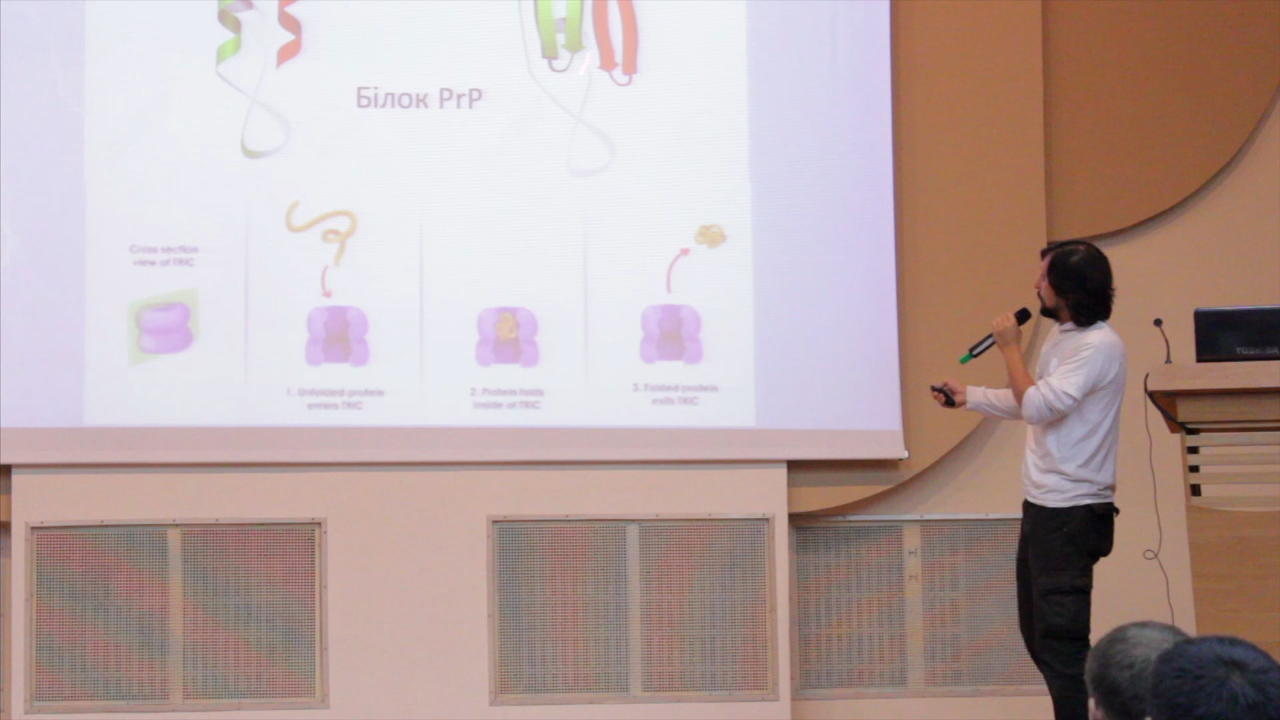 Білок PrP
Cross section
view of TRiC
1. Unfolded protein
enters TRiC
2. Protein folds
inside of TRiC
3. Folded protein
exits TRiC
TOSHIBA